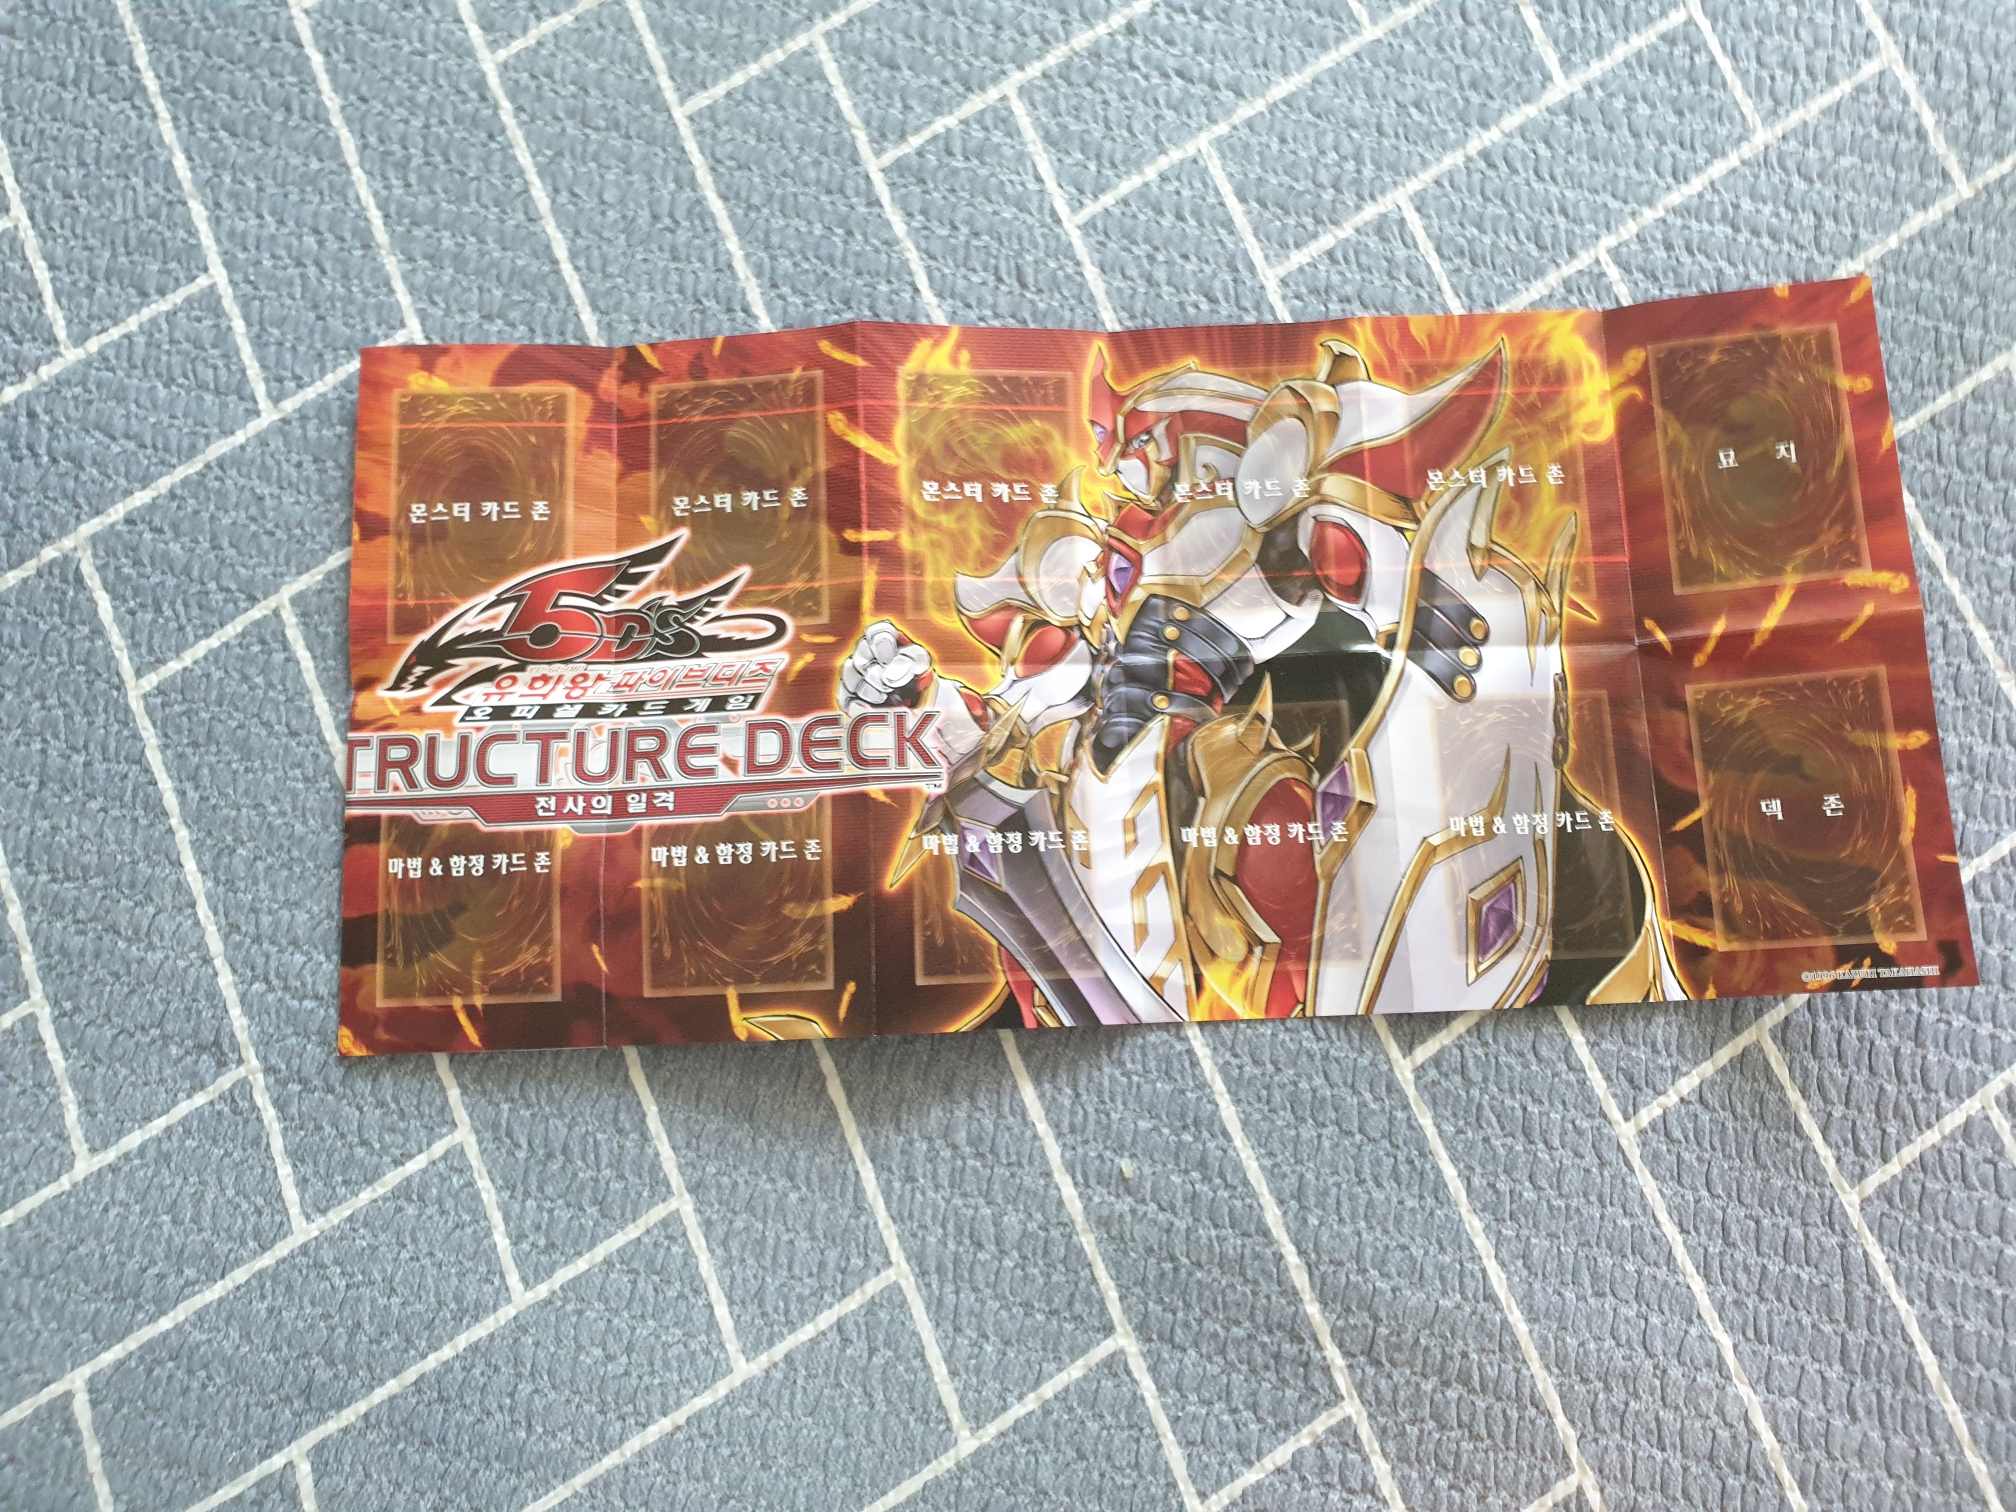 몬스터 카드 존
몬스터 카드 존
몬스터 카드 존
몬스터 카드 존
몬스터 카드 존
묘 지
5DS
유희왕 파이브디즈
오피셜카드게임
TRUCTURE DECK
전사의 일격
마법 & 함정 카드 존
마법 & 함정 카드 존
마법 & 함정 카드 존
마법 & 함정 카드 존
마법 & 함정 카드 존
덱 존
©1996 KAZUKI TAKAHASHI